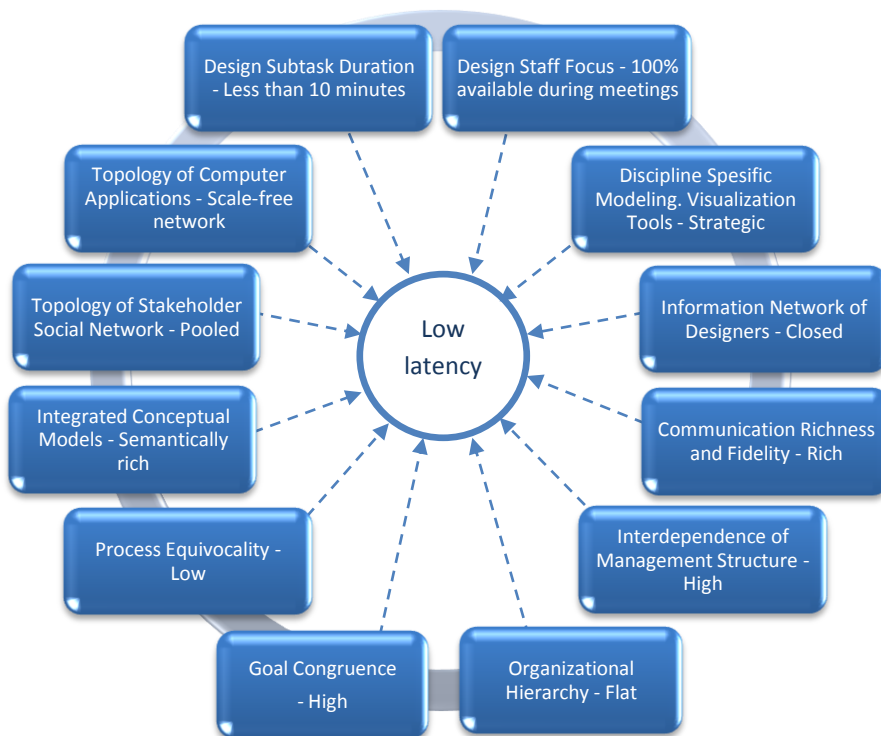 Design Subtask Duration
- Less than 10 minutes
Design Staff Focus - 100%
available during meetings
Topology of Computer
Applications - Scale-free
network
Discipline Spesific
Modeling. Visualization
Tools - Strategic
Topology of Stakeholder
Social Network - Pooled
Low
latency
Information Network of
Designers - Closed
Integrated Conceptual
Models - Semantically
rich
Communication Richness
and Fidelity - Rich
Process Equivocality -
Low
Interdependence of
Management Structure -
High
Goal Congruence
- High
Organizational
Hierarchy - Flat